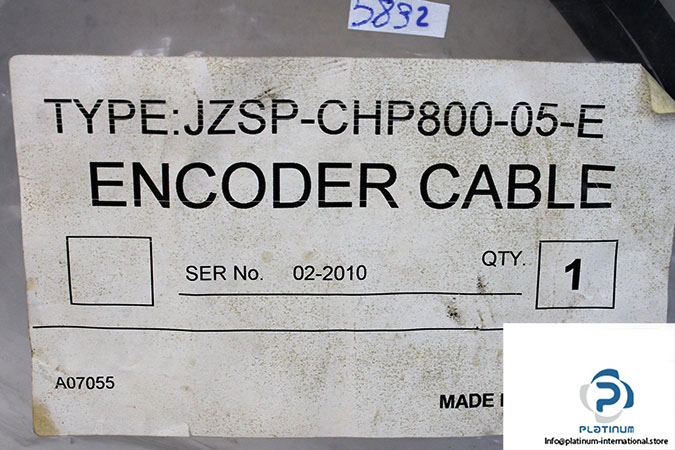 5832
TYPE:JZSP-CHP800-05-E
ENCODER CABLE
SER No. 02-2010
QTY. 1
A07055
MADE
PLATINUM
Info@platinum-international.store